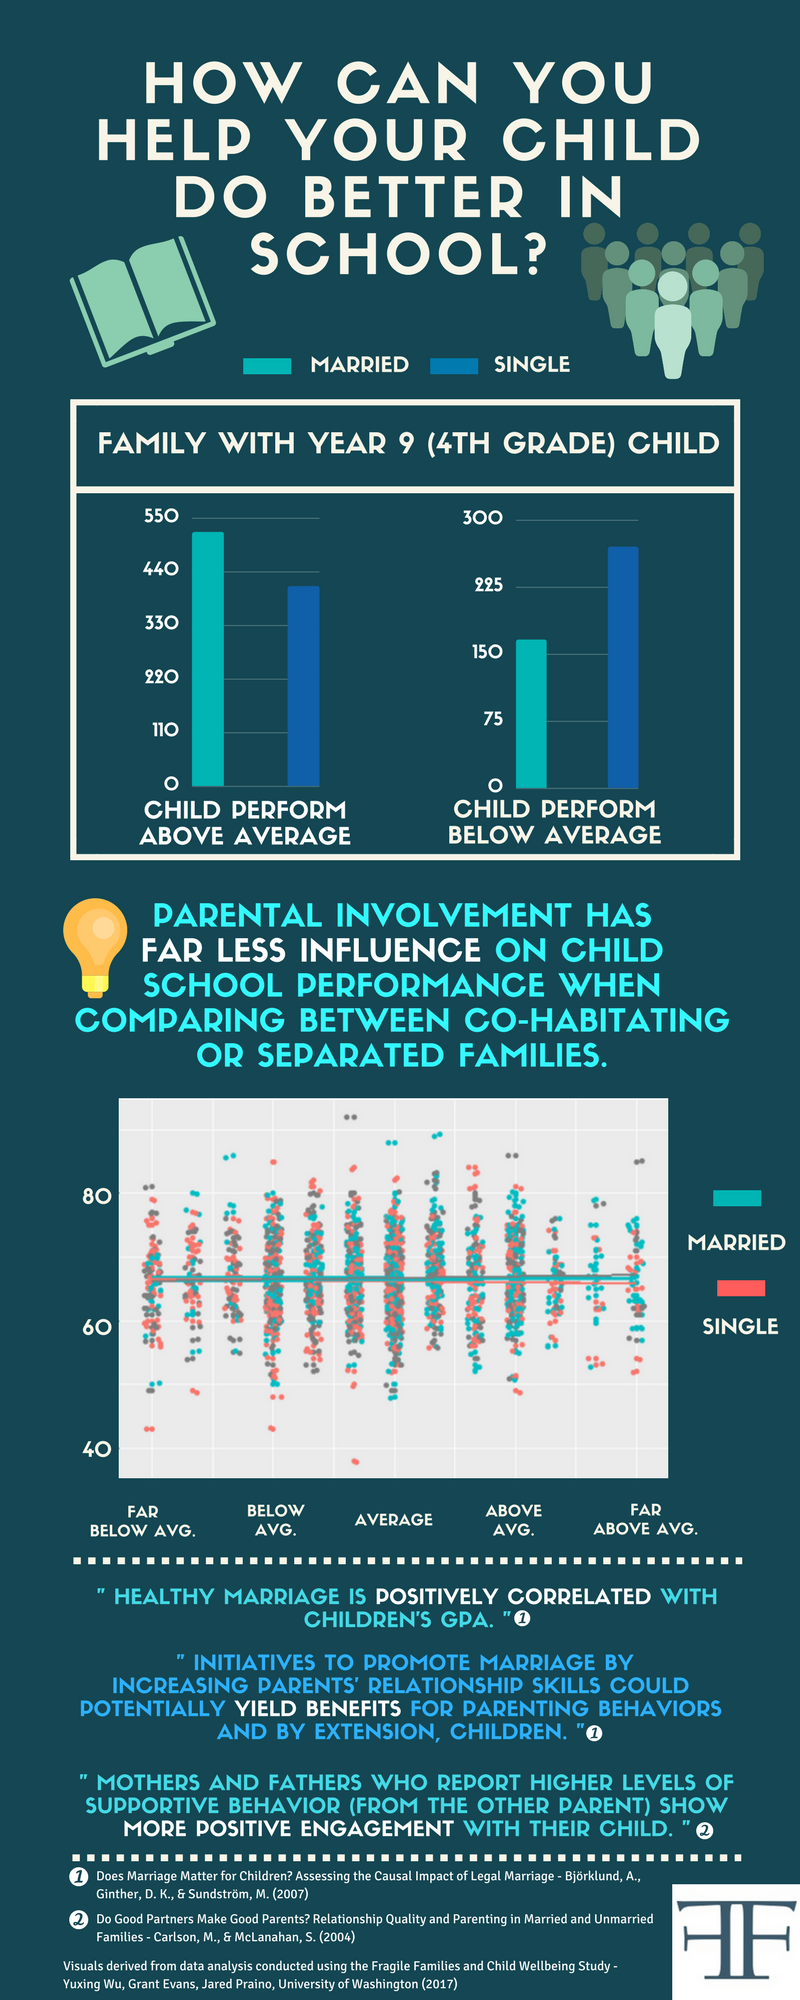 HOW CAN YOU
HELP YOUR CHILD
DO BETTER IN
SCHOOL?
MARRIED SINGLE
FAMILY WITH YEAR 9 (4TH GRADE) CHILD
550
440
330
220
110
0
CHILD PERFORM
ABOVE AVERAGE
300
225
150
75
0
CHILD PERFORM
BELOW AVERAGE
PARENTAL INVOLVEMENT HAS
FAR LESS INFLUENCE ON CHILD
SCHOOL PERFORMANCE WHEN
COMPARING BETWEEN CO-HABITATING
OR SEPARATED FAMILIES.
80
60
40
MARRIED
SINGLE
FAR
BELOW AVG.
BELOW
AVG.
AVERAGE
ABOVE
AVG.
FAR
ABOVE AVG.
" HEALTHY MARRIAGE IS POSITIVELY CORRELATED WITH
CHILDREN'S GPA. " 1
" INITIATIVES TO PROMOTE MARRIAGE BY
INCREASING PARENTS' RELATIONSHIP SKILLS COULD
POTENTIALLY YIELD BENEFITS FOR PARENTING BEHAVIORS
AND BY EXTENSION, CHILDREN. " 1
" MOTHERS AND FATHERS WHO REPORT HIGHER LEVELS OF
SUPPORTIVE BEHAVIOR (FROM THE OTHER PARENT) SHOW
MORE POSITIVE ENGAGEMENT WITH THEIR CHILD. " 2
1 Does Marriage Matter for Children? Assessing the Causal Impact of Legal Marriage - Björklund, A.,
Ginther, D. K., & Sundström, M. (2007)
2 Do Good Partners Make Good Parents? Relationship Quality and Parenting in Married and Unmarried
Families - Carlson, M., & McLanahan, S. (2004)
Visuals derived from data analysis conducted using the Fragile Families and Child Wellbeing Study -
Yuxing Wu, Grant Evans, Jared Praino, University of Washington (2017)
FF